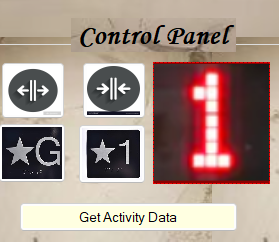 Control Panel
1
★G
★1
Get Activity Data